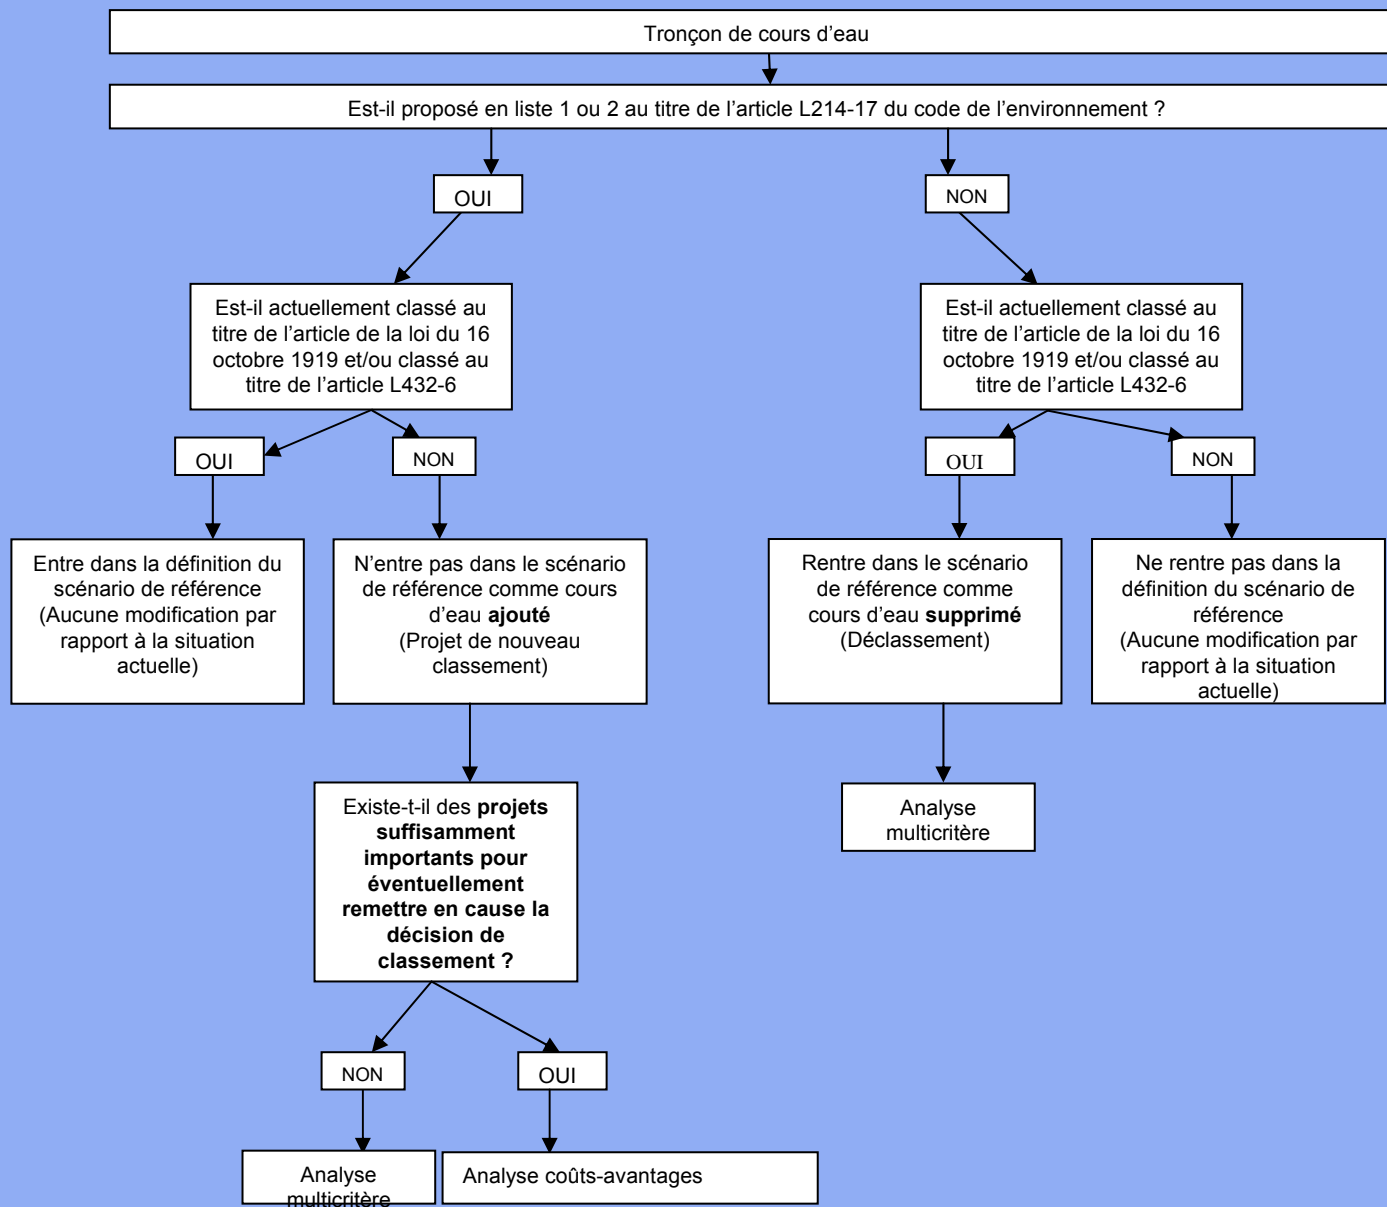 Tronçon de cours d'eau
Est-il proposé en liste 1 ou 2 au titre de l'article L214-17 du code de l'environnement ?
OUI
NON
Est-il actuellement classé au
titre de l'article de la loi du 16
octobre 1919 et/ou classé au
titre de l'article L432-6
Est-il actuellement classé au
titre de l'article de la loi du 16
octobre 1919 et/ou classé au
titre de l'article L432-6
OUI
NON
OUI
NON
Entre dans la définition du
scénario de référence
(Aucune modification par
rapport à la situation
actuelle)
N'entre pas dans le scénario
de référence comme cours
d'eau ajouté
(Projet de nouveau
classement)
Rentre dans le scénario
de référence comme
cours d'eau supprimé
(Déclassement)
Ne rentre pas dans la
définition du scénario de
référence
(Aucune modification par
rapport à la situation
actuelle)
Existe-t-il des projets
suffisamment
importants pour
éventuellement
remettre en cause la
décision de
classement ?
Analyse
multicritère
NON
OUI
Analyse
multicritère
Analyse coûts-avantages